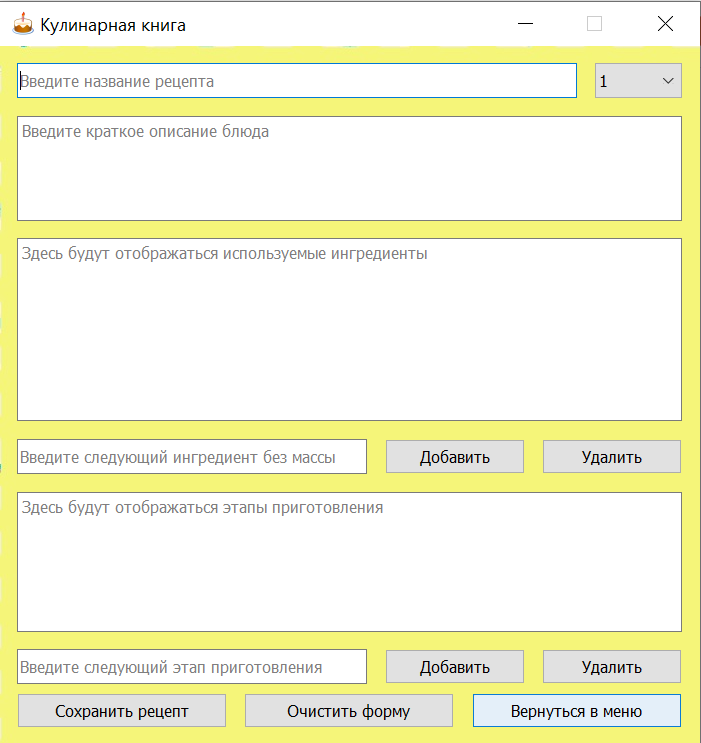 Кулинарная книга
Введите название рецепта
1
Введите краткое описание блюда
Здесь будут отображаться используемые ингредиенты
Введите следующий ингредиент без массы
Добавить
Удалить
Здесь будут отображаться этапы приготовления
Введите следующий этап приготовления
Добавить
Удалить
Сохранить рецепт
Очистить форму
Вернуться в меню